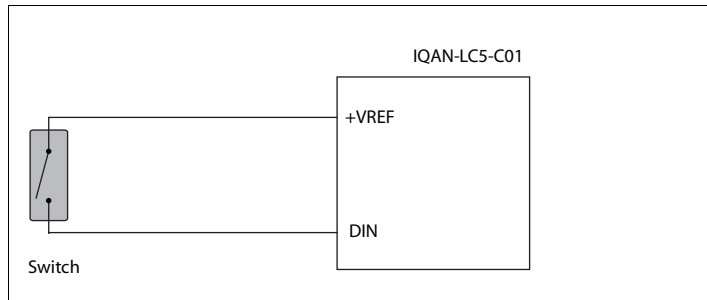 IQAN-LC5-C01
+VREF
DIN
Switch